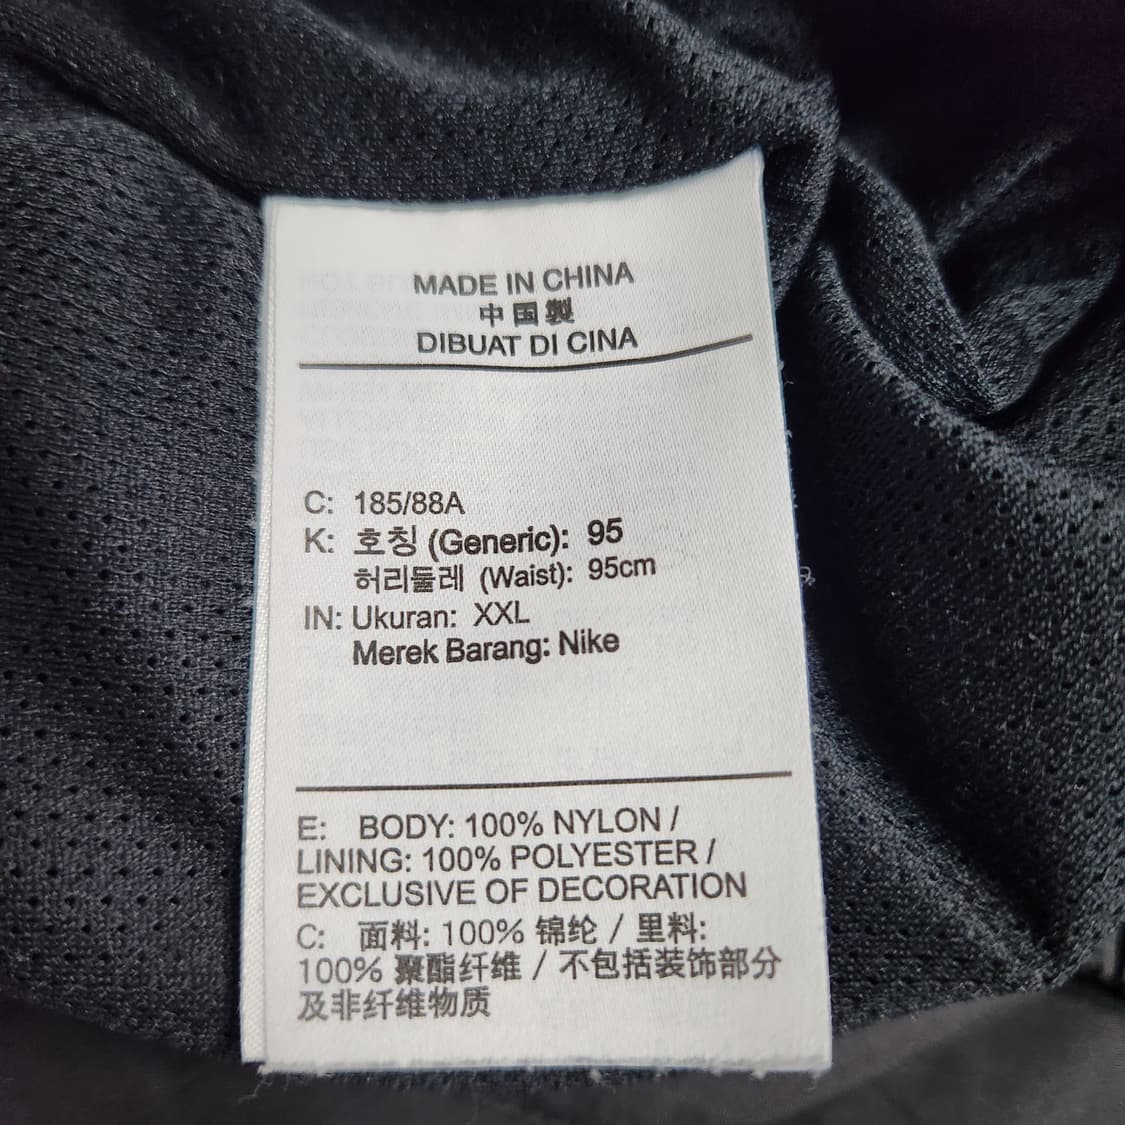 MADE IN CHINA
中国製
DIBUAT DI CINA
C: 185/88A
K: 호칭 (Generic): 95
허리둘레 (Waist): 95cm
IN: Ukuran: XXL
Merek Barang: Nike
E: BODY: 100% NYLON /
LINING: 100% POLYESTER /
EXCLUSIVE OF DECORATION
C: 面料: 100% 锦纶 / 里料:
100% 聚酯纤维 / 不包括装饰部分
及非纤维物质